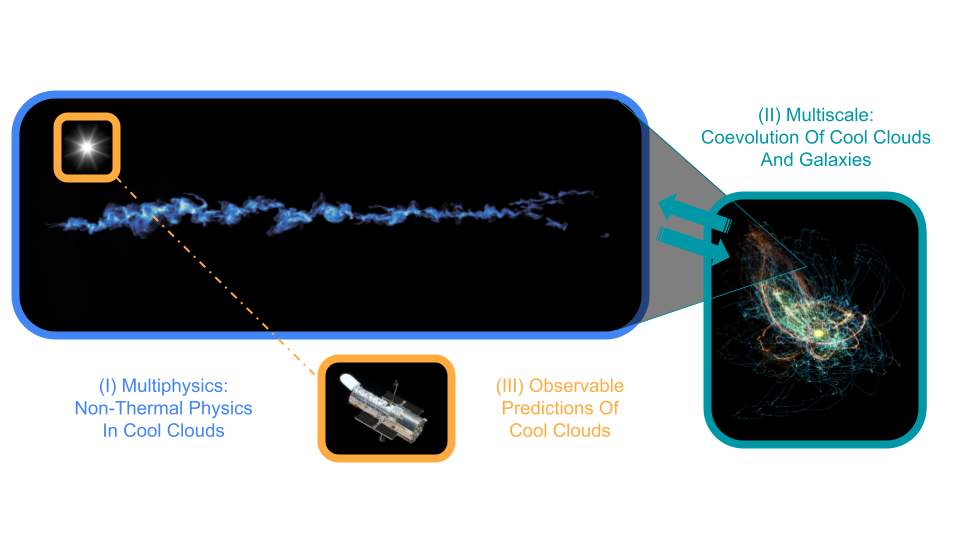 (II) Multiscale:
Coevolution Of Cool Clouds
And Galaxies
(I) Multiphysics:
Non-Thermal Physics
In Cool Clouds
(III) Observable
Predictions Of
Cool Clouds